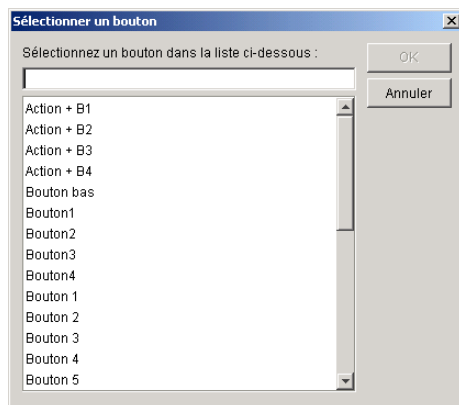 Sélectionner un bouton
Sélectionnez un bouton dans la liste ci-dessous :
OK
Annuler
Action + B1
Action + B2
Action + B3
Action + B4
Bouton bas
Bouton1
Bouton2
Bouton3
Bouton4
Bouton 1
Bouton 2
Bouton 3
Bouton 4
Bouton 5